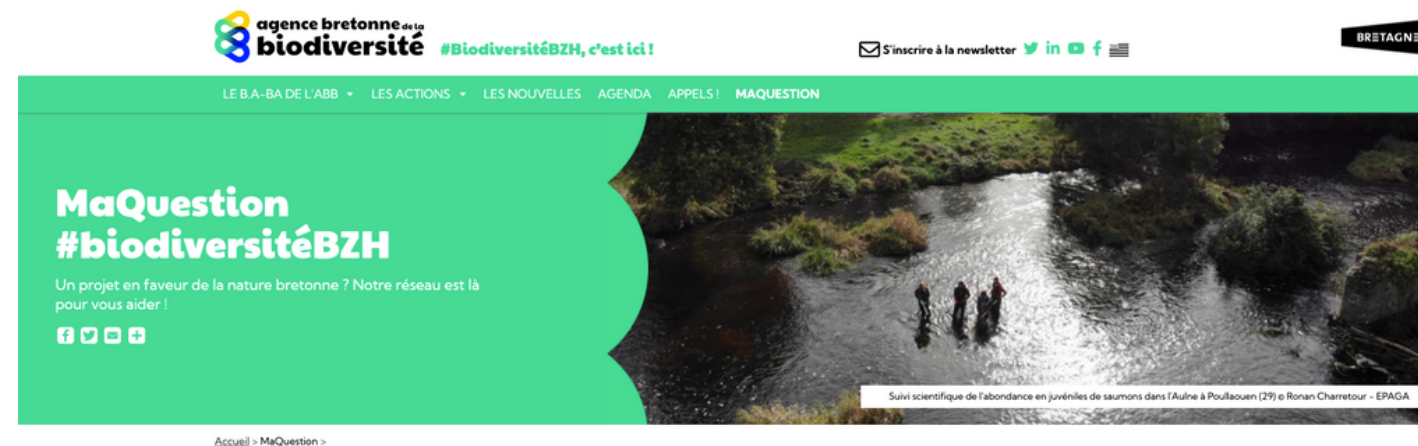 agence bretonne de la
biodiversité
#BiodiversitéBZH, c'est ici !
S'inscrire à la newsletter
BRETAGNE
LE B.A-BA DE L'ABB
LES ACTIONS
LES NOUVELLES
AGENDA
APPELS !
MAQUESTION
MaQuestion
#biodiversitéBZH
Un projet en faveur de la nature bretonne ? Notre réseau est là
pour vous aider !
Suivi scientifique de l'abondance en juvéniles de saumons dans l'Aulne à Poullaouen (29) © Ronan Charretour – EPAGA
Accueil > MaQuestion >